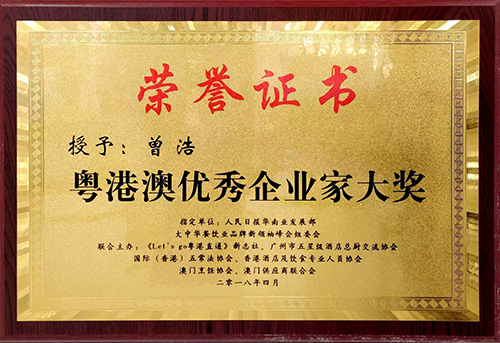 荣誉证书
授予：曾浩
粤港澳优秀企业家大奖
指定单位：人民日报华南业发展部
大中华餐饮业品牌新领袖峰会组委会
联合主办：《Let's go粤港直通》新志社、广州市五星级酒店总厨交流协会
国际（香港）五常法协会、香港酒店及饮食专业人员协会
澳门烹饪协会、澳门供应商联合会
二零一八年四月